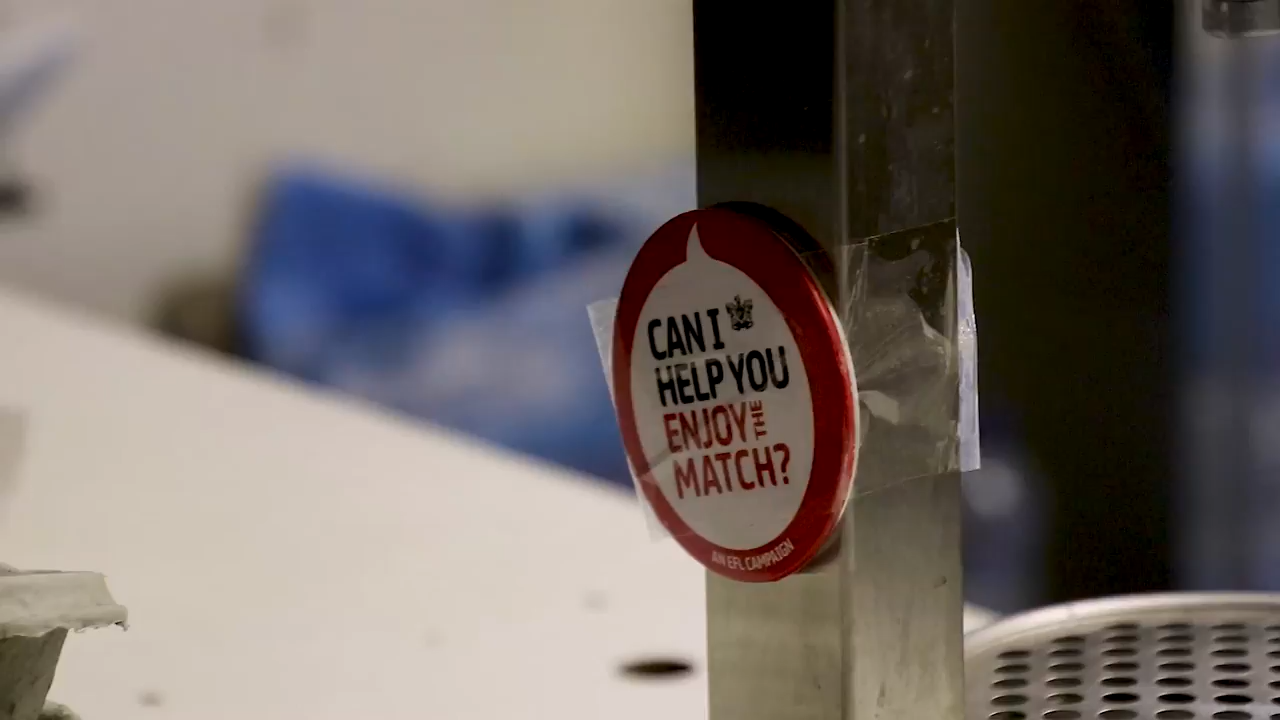 CAN I
HELP YOU
ENJOY THE
MATCH?
AN EFL CAMPAIGN